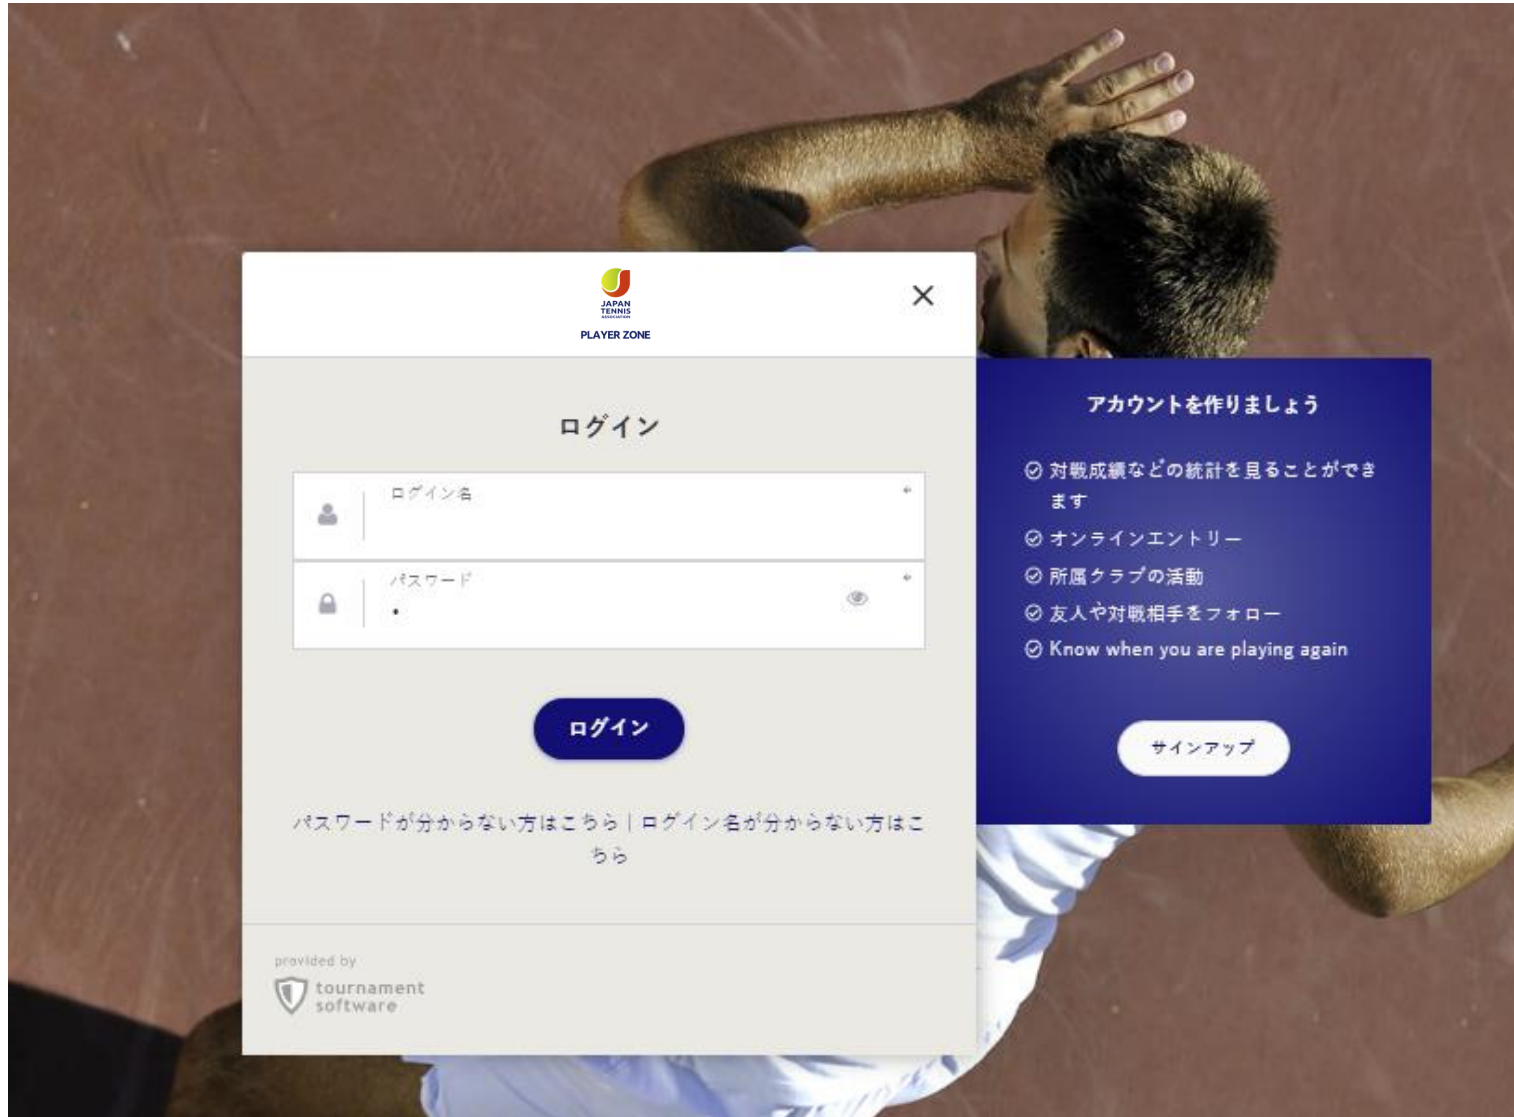 JAPAN
TENNIS
ASSOCIATION
PLAYER ZONE
ログイン
ログイン名
パスワード
ログイン
パスワードが分からない方はこちら | ログイン名が分からない方はこ
ちら
provided by
tournament
software
アカウントを作りましょう
対戦成績などの統計を見ることができ
ます
オンラインエントリー
所属クラブの活動
友人や対戦相手をフォロー
Know when you are playing again
サインアップ